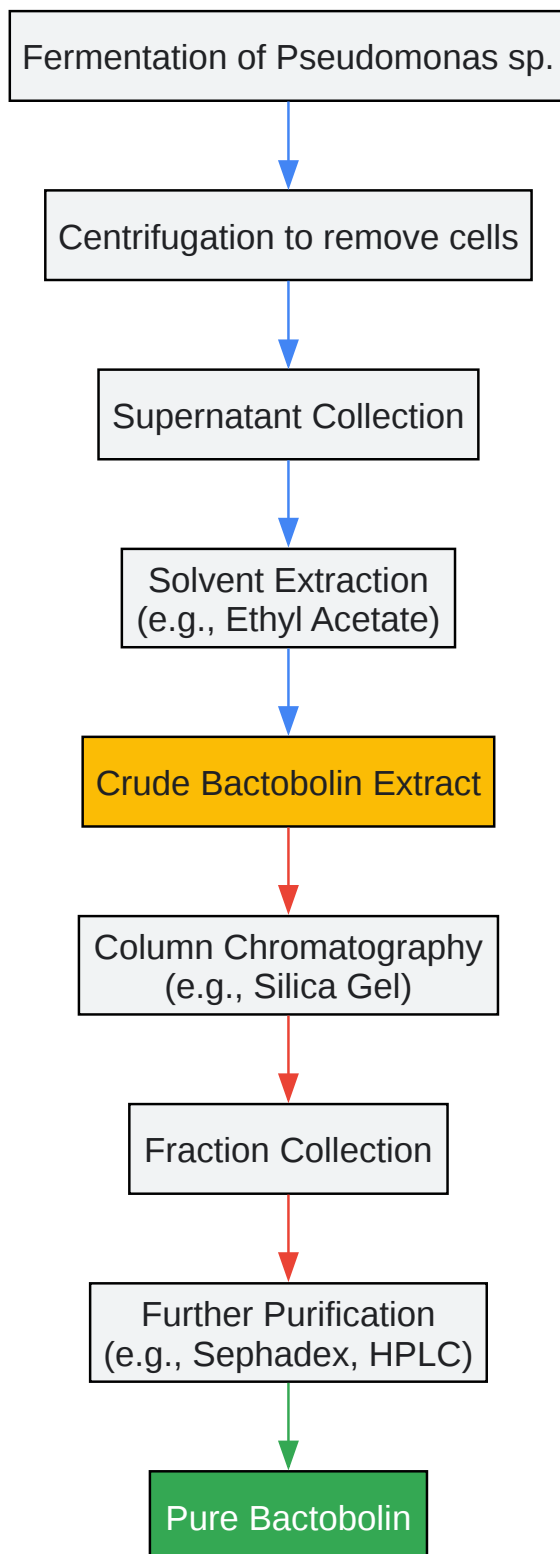 Fermentation of Pseudomonas sp.
Centrifugation to remove cells
Supernatant Collection
Solvent Extraction
(e.g., Ethyl Acetate)
Crude Bactobolin Extract
Column Chromatography
(e.g., Silica Gel)
Fraction Collection
Further Purification
(e.g., Sephadex, HPLC)
Pure Bactobolin